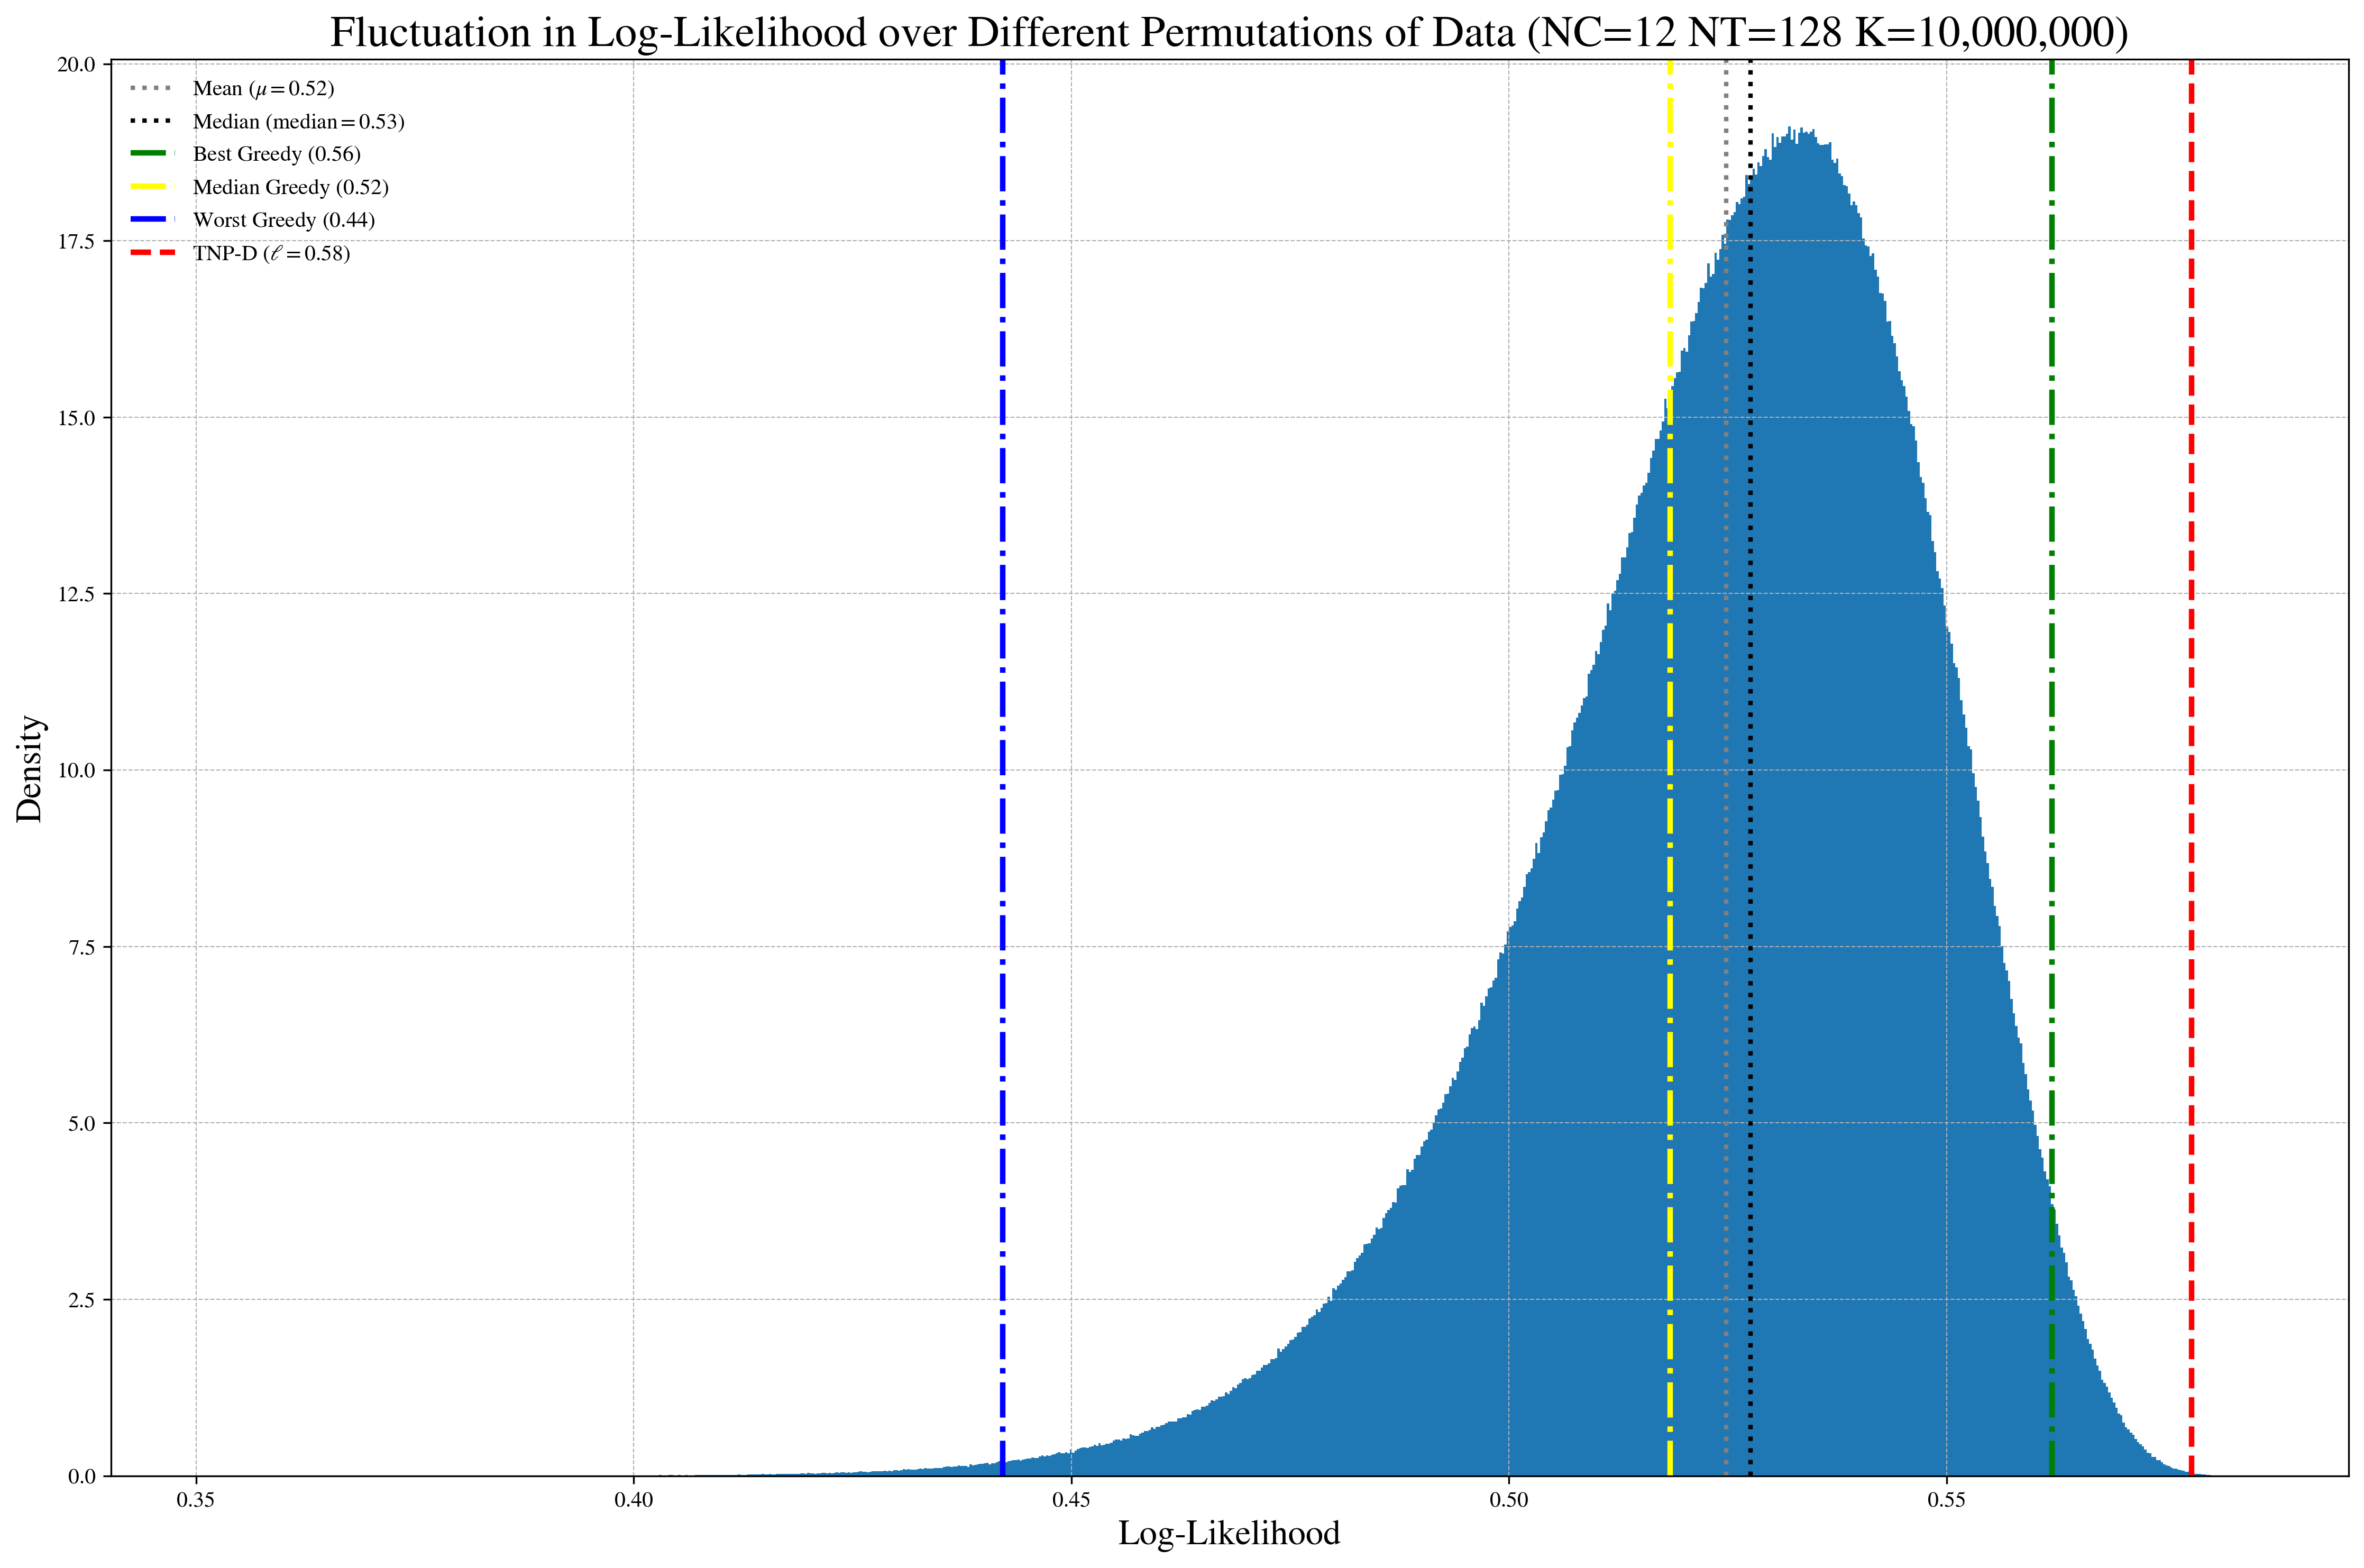 Fluctuation in Log-Likelihood over Different Permutations of Data (NC=12 NT=128 K=10,000,000)
Mean (μ=0.52)
Median (median=0.53)
Best Greedy (0.56)
Median Greedy (0.52)
Worst Greedy (0.44)
TNP-D (ℓ=0.58)
20.0
17.5
15.0
12.5
10.0
7.5
5.0
2.5
0.0
Density
0.35 0.40 0.45 0.50 0.55
Log-Likelihood